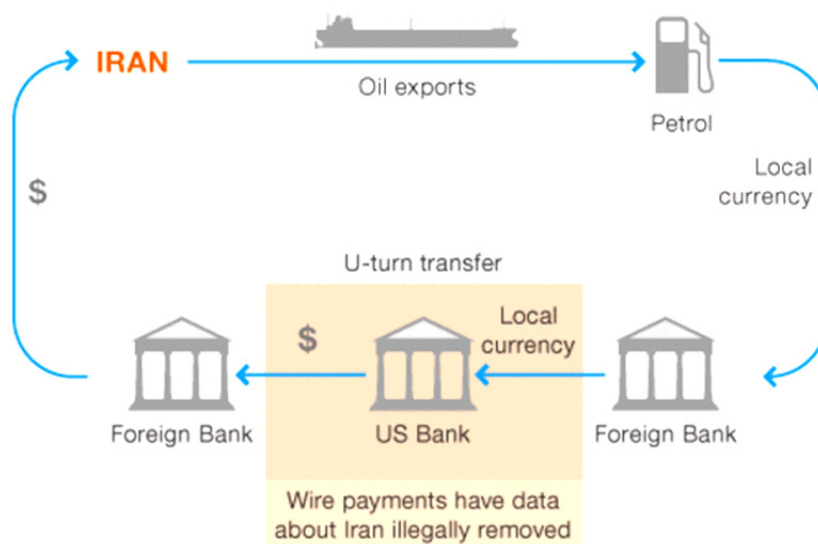 IRAN
Oil exports
Petrol
$
Local
currency
U-turn transfer
$
Local
currency
Foreign Bank
US Bank
Foreign Bank
Wire payments have data
about Iran illegally removed